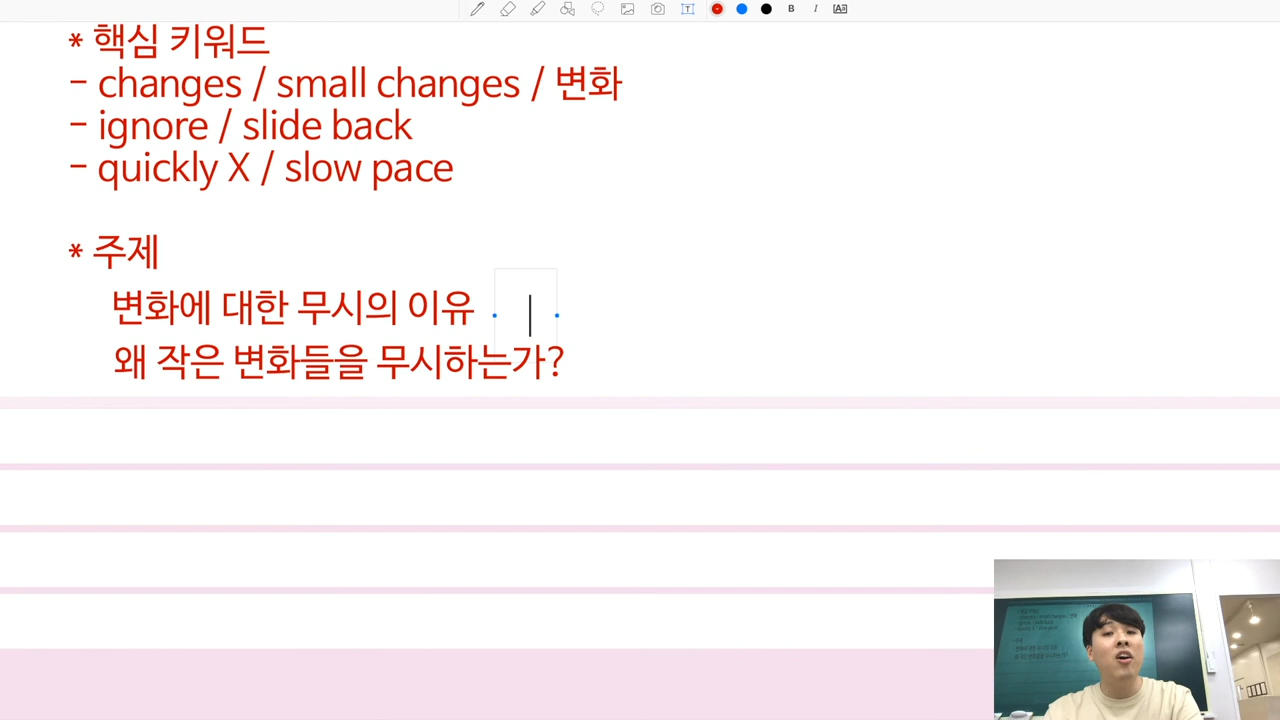 * 핵심 키워드
- changes / small changes / 변화
- ignore / slide back
- quickly X / slow pace
* 주제
변화에 대한 무시의 이유
왜 작은 변화들을 무시하는가?